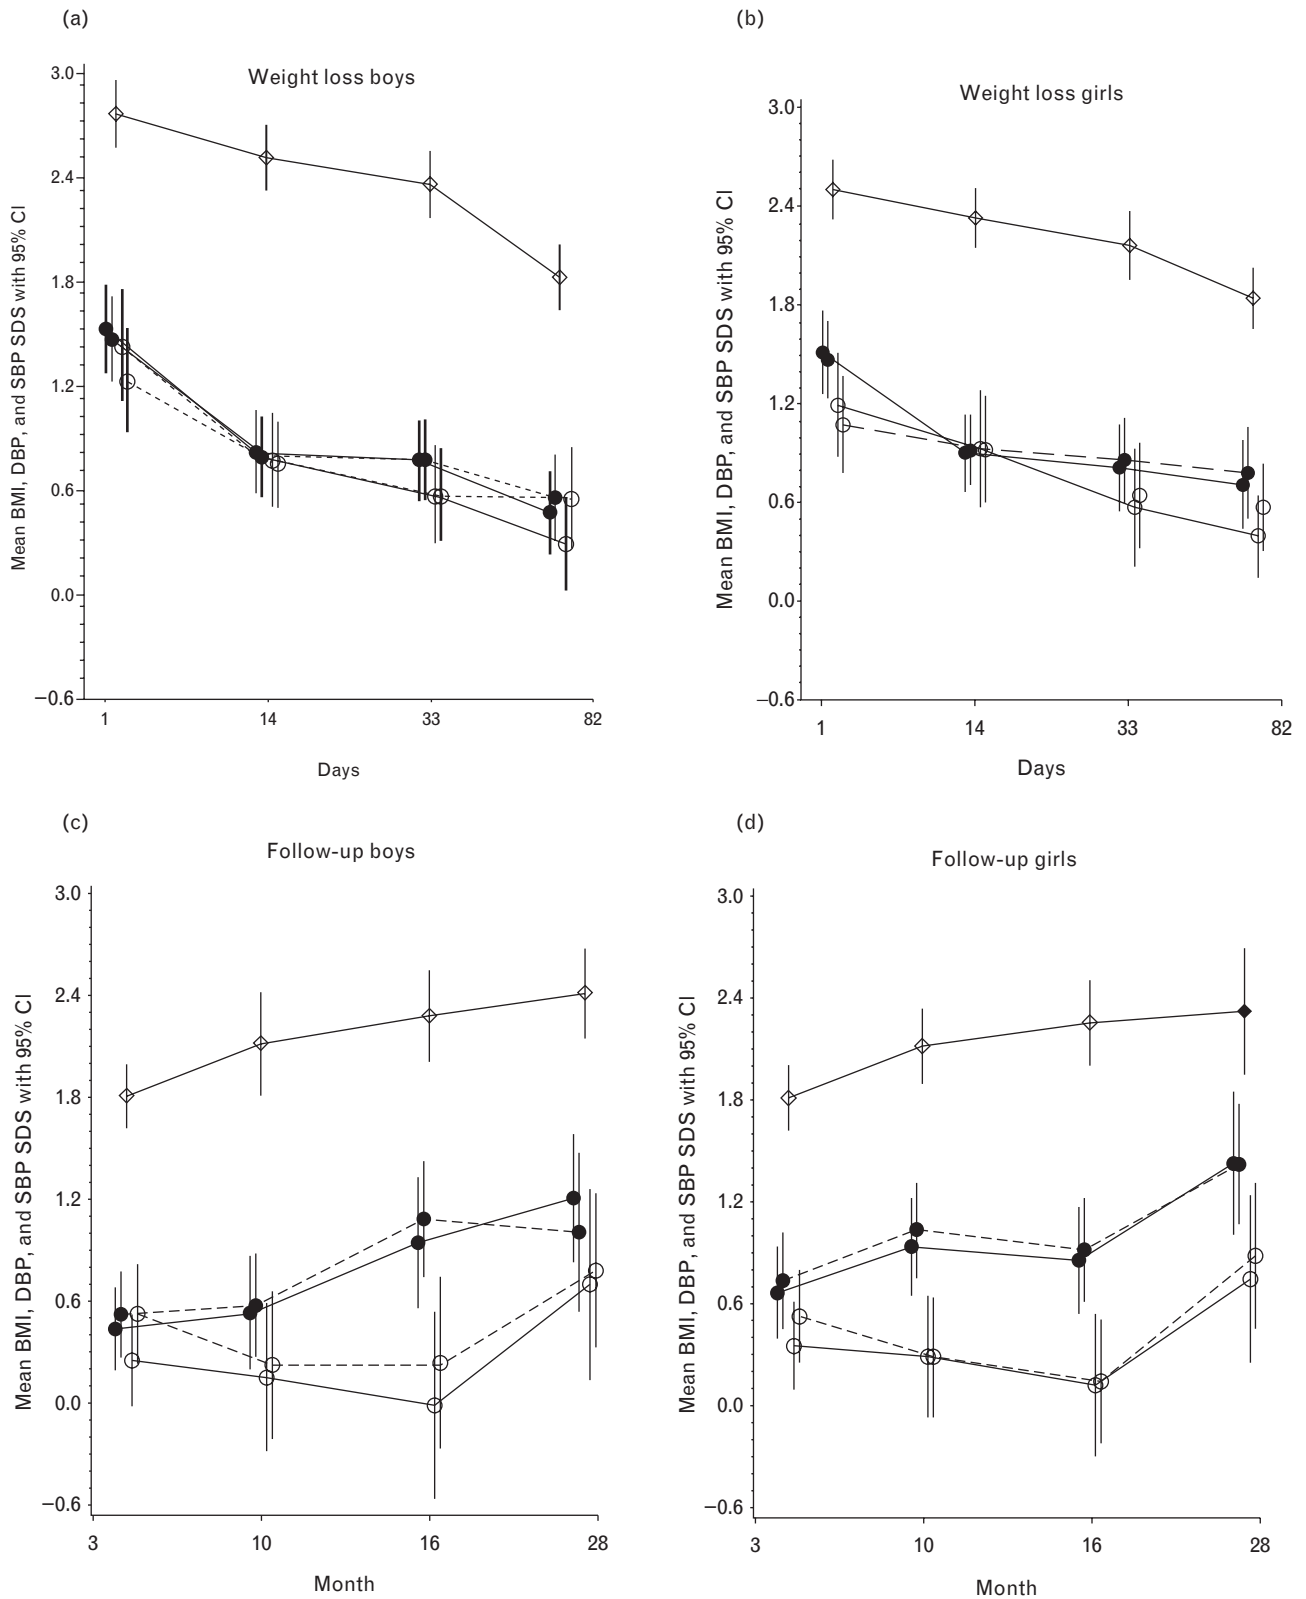 (a)
Weight loss boys
Mean BMI, DBP, and SBP SDS with 95% CI
3.0
2.4
1.8
1.2
0.6
0.0
−0.6
1 14 33 82
Days
(b)
Weight loss girls
Mean BMI, DBP, and SBP SDS with 95% CI
3.0
2.4
1.8
1.2
0.6
0.0
−0.6
1 14 33 82
Days
(c)
Follow-up boys
Mean BMI, DBP, and SBP SDS with 95% CI
3.0
2.4
1.8
1.2
0.6
0.0
−0.6
3 10 16 28
Month
(d)
Follow-up girls
Mean BMI, DBP, and SBP SDS with 95% CI
3.0
2.4
1.8
1.2
0.6
0.0
−0.6
3 10 16 28
Month